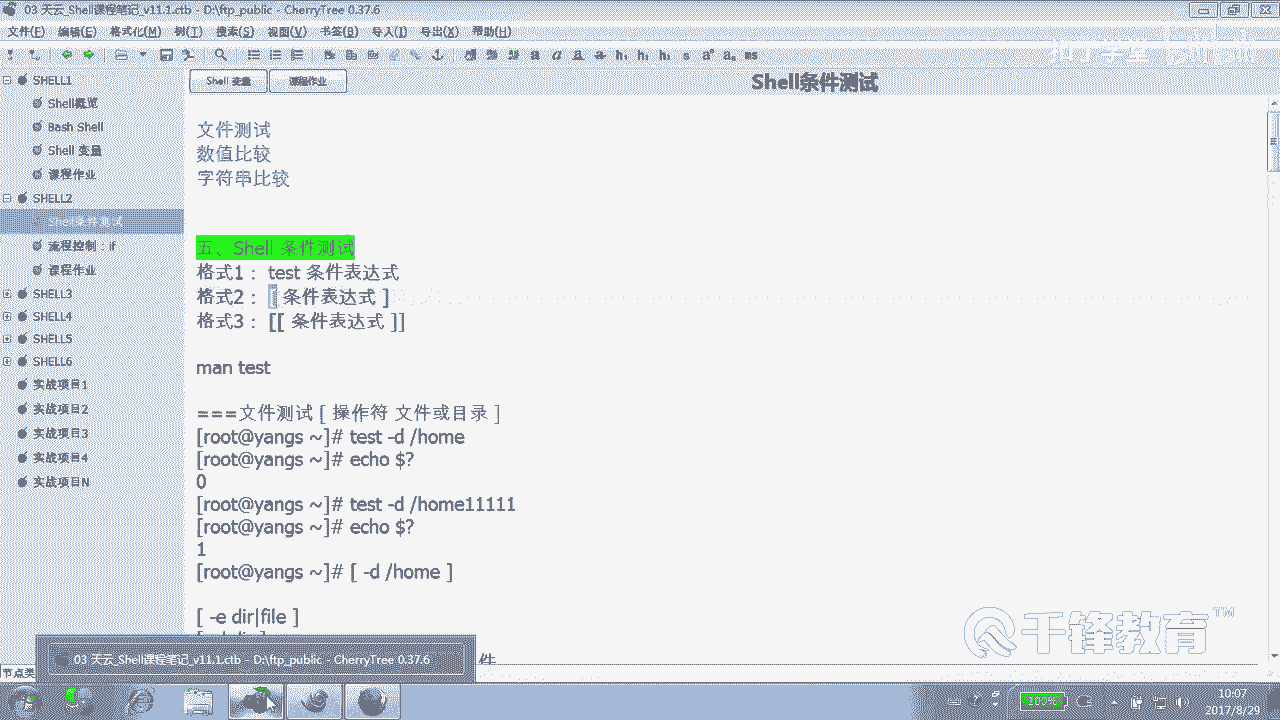 03 天云_Shell课程笔记_v11.1.ctb - D:\ftp_public - CherryTree 0.37.6
文件(F) 编辑(E) 格式化(M) 树(T) 搜索(S) 视图(V) 书签(B) 导入(I) 导出(X) 帮助(H)
SHELL1
Shell概览
Bash Shell
Shell 变量
课程作业
SHELL2
Shell条件测试
流程控制：if
课程作业
SHELL3
SHELL4
SHELL5
SHELL6
实战项目1
实战项目2
实战项目3
实战项目4
实战项目N
Shell 变量 课程作业
Shell条件测试
文件测试
数值比较
字符串比较
五、Shell 条件测试
格式1： test 条件表达式
格式2： [ 条件表达式 ]
格式3： [[ 条件表达式 ]]
man test
===文件测试 [ 操作符 文件或目录 ]
[root@yangs ~]# test -d /home
[root@yangs ~]# echo $?
0
[root@yangs ~]# test -d /home11111
[root@yangs ~]# echo $?
1
[root@yangs ~]# [ -d /home ]
[ -e dir|file ]
件
03 天云_Shell课程笔记_v11.1.ctb - D:\ftp_public - CherryTree 0.37.6
节点类
千锋教育™
100%
10:07
2017/8/29